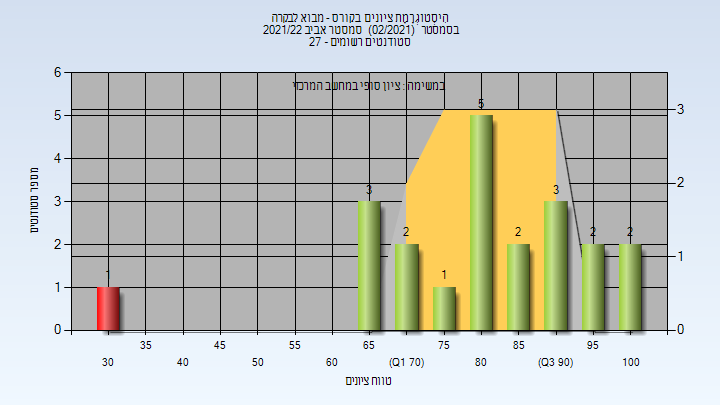 היסטוגרמת ציונים בקורס - מבוא לבקרה
בסמסטר (02/2021) סמסטר אביב 2021/22
סטודנטים רשומים - 27
במשימה: ציון סופי במחשב המרכזי
מספר סטודנטים
6
5
4
3
2
1
0
3
2
1
0
1
3
2
1
5
2
3
2
2
35 45 55 65 75 85 95
30 40 50 60 (Q1 70) 80 (Q3 90) 100
טווח ציונים